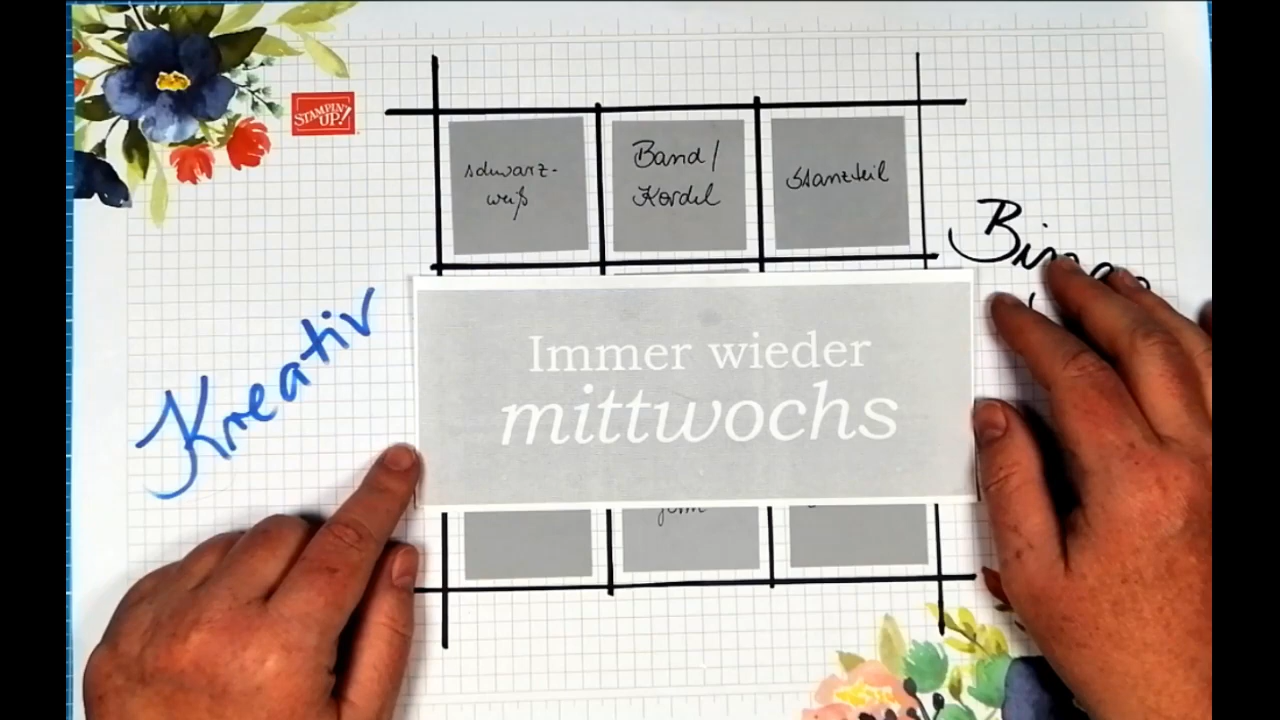 STAMPIN' UP!
schwarz-
weiß
Band /
Kordel
Stanzteil
Kreativ
Immer wieder
mittwochs